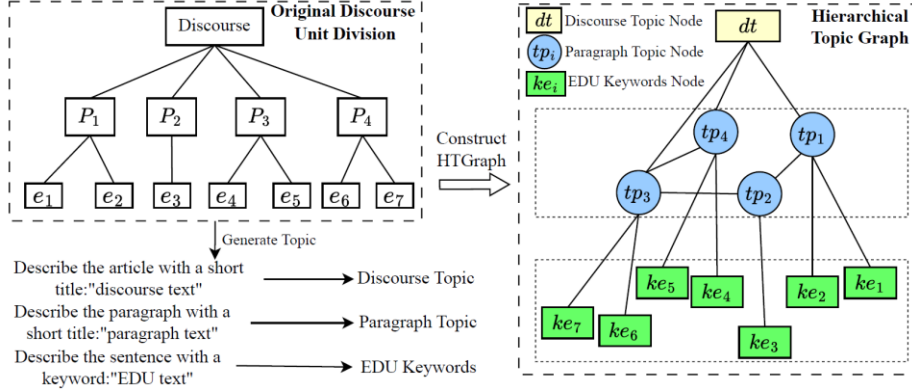 Original Discourse
Unit Division
Discourse
P1 P2 P3 P4
e1 e2 e3 e4 e5 e6 e7
Generate Topic
Describe the article with a short
title:"discourse text"
Discourse Topic
Describe the paragraph with a
short title:"paragraph text"
Paragraph Topic
Describe the sentence with a
keyword:"EDU text"
EDU Keywords
Construct
HTGraph
dt Discourse Topic Node
tpi Paragraph Topic Node
kei EDU Keywords Node
Hierarchical
Topic Graph
dt
tp4 tp1
tp3 tp2
ke5 ke4 ke2 ke1
ke7 ke6 ke3